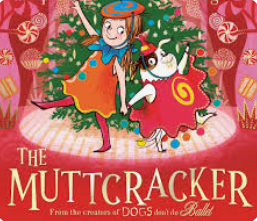 THE
MUTTCRACKER
From the creators of DOGS don't do Ballet